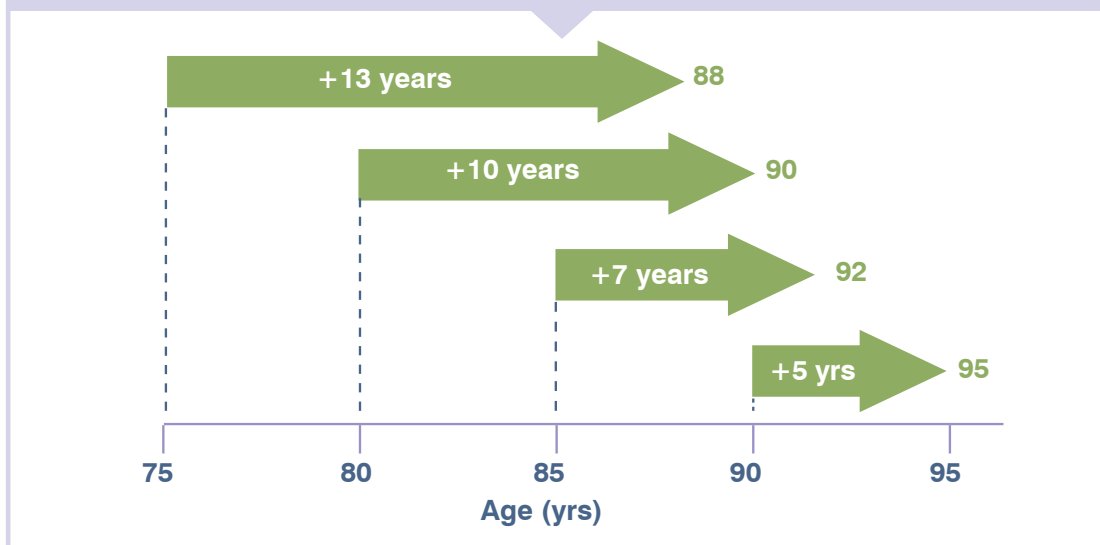 +13 years 88
+10 years 90
+7 years 92
+5 yrs 95
75 80 85 90 95
Age (yrs)